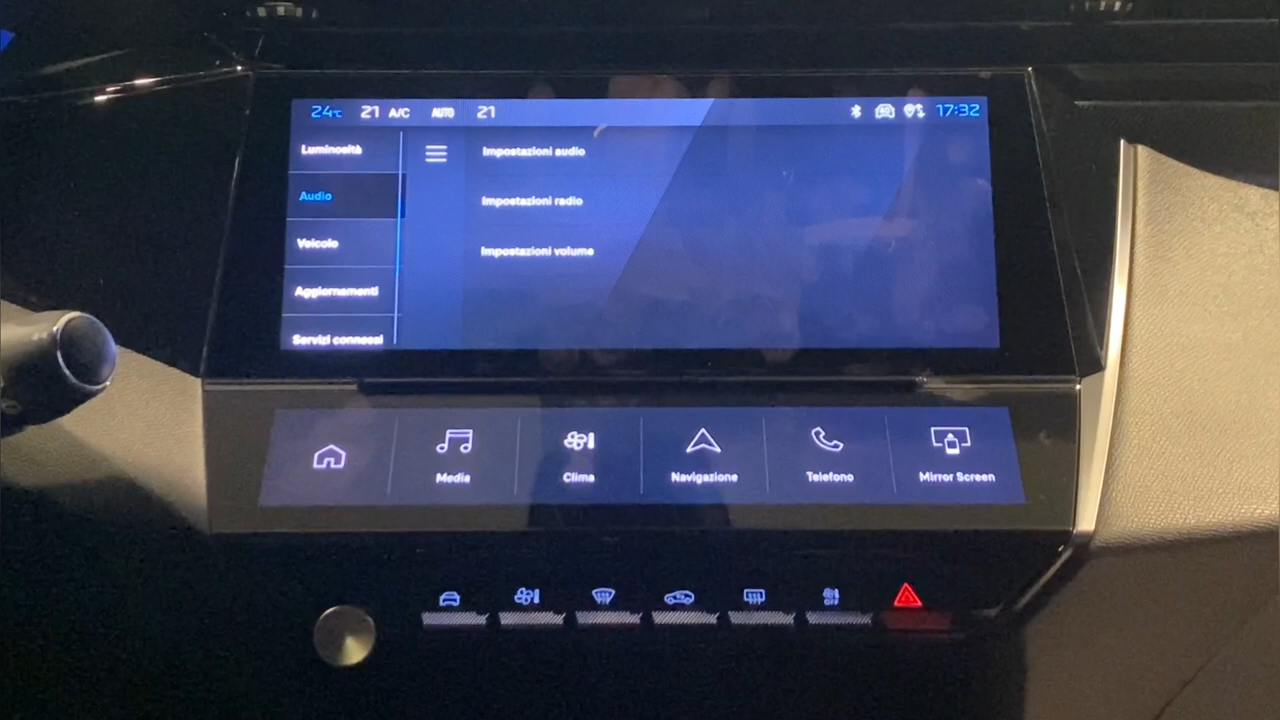 24°C 21 A/C AUTO 21 17:32
Luminosità
Impostazioni audio
Audio
Impostazioni radio
Veicolo
Impostazioni volume
Aggiornamenti
Servizi connessi
Media
Clima
Navigazione
Telefono
Mirror Screen
OFF